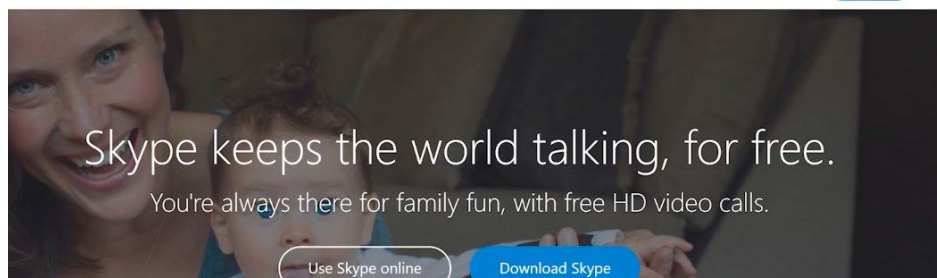 Skype keeps the world talking, for free.
You're always there for family fun, with free HD video calls.
Use Skype online
Download Skype